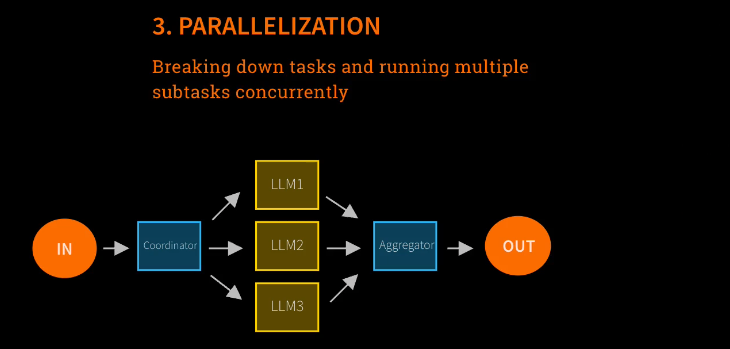 3. PARALLELIZATION
Breaking down tasks and running multiple
subtasks concurrently
LLM1
IN
Coordinator
LLM2
Aggregator
OUT
LLM3